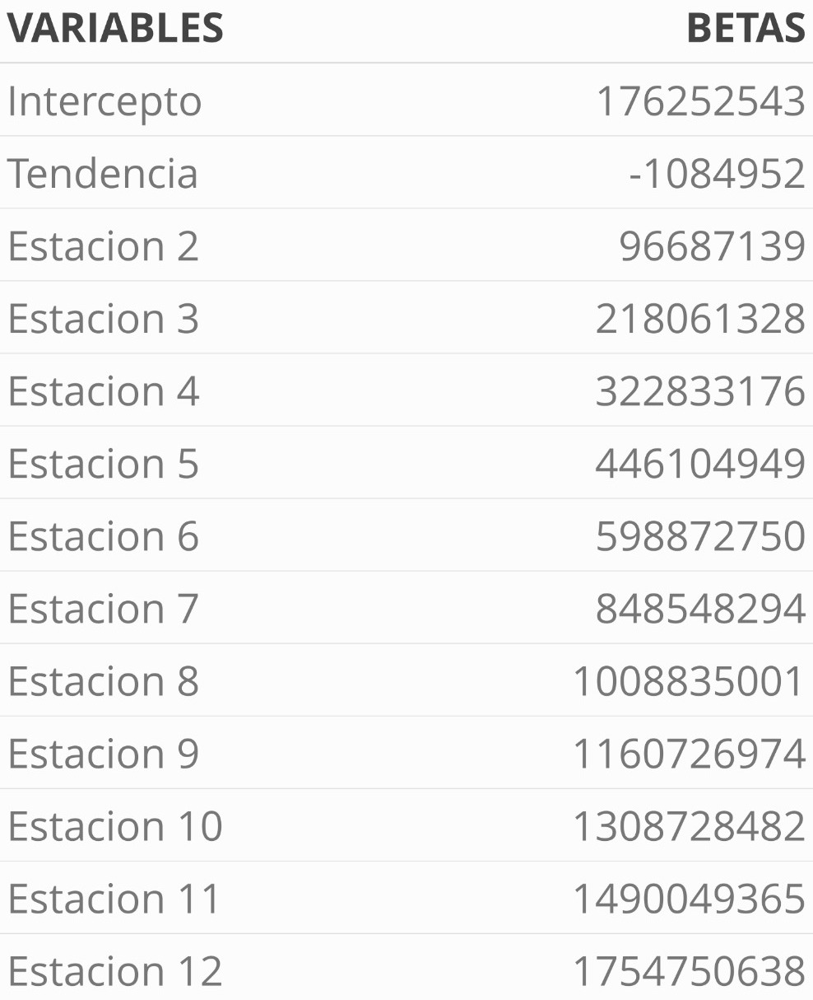 VARIABLES BETAS
Intercepto 176252543
Tendencia -1084952
Estacion 2 96687139
Estacion 3 218061328
Estacion 4 322833176
Estacion 5 446104949
Estacion 6 598872750
Estacion 7 848548294
Estacion 8 1008835001
Estacion 9 1160726974
Estacion 10 1308728482
Estacion 11 1490049365
Estacion 12 1754750638